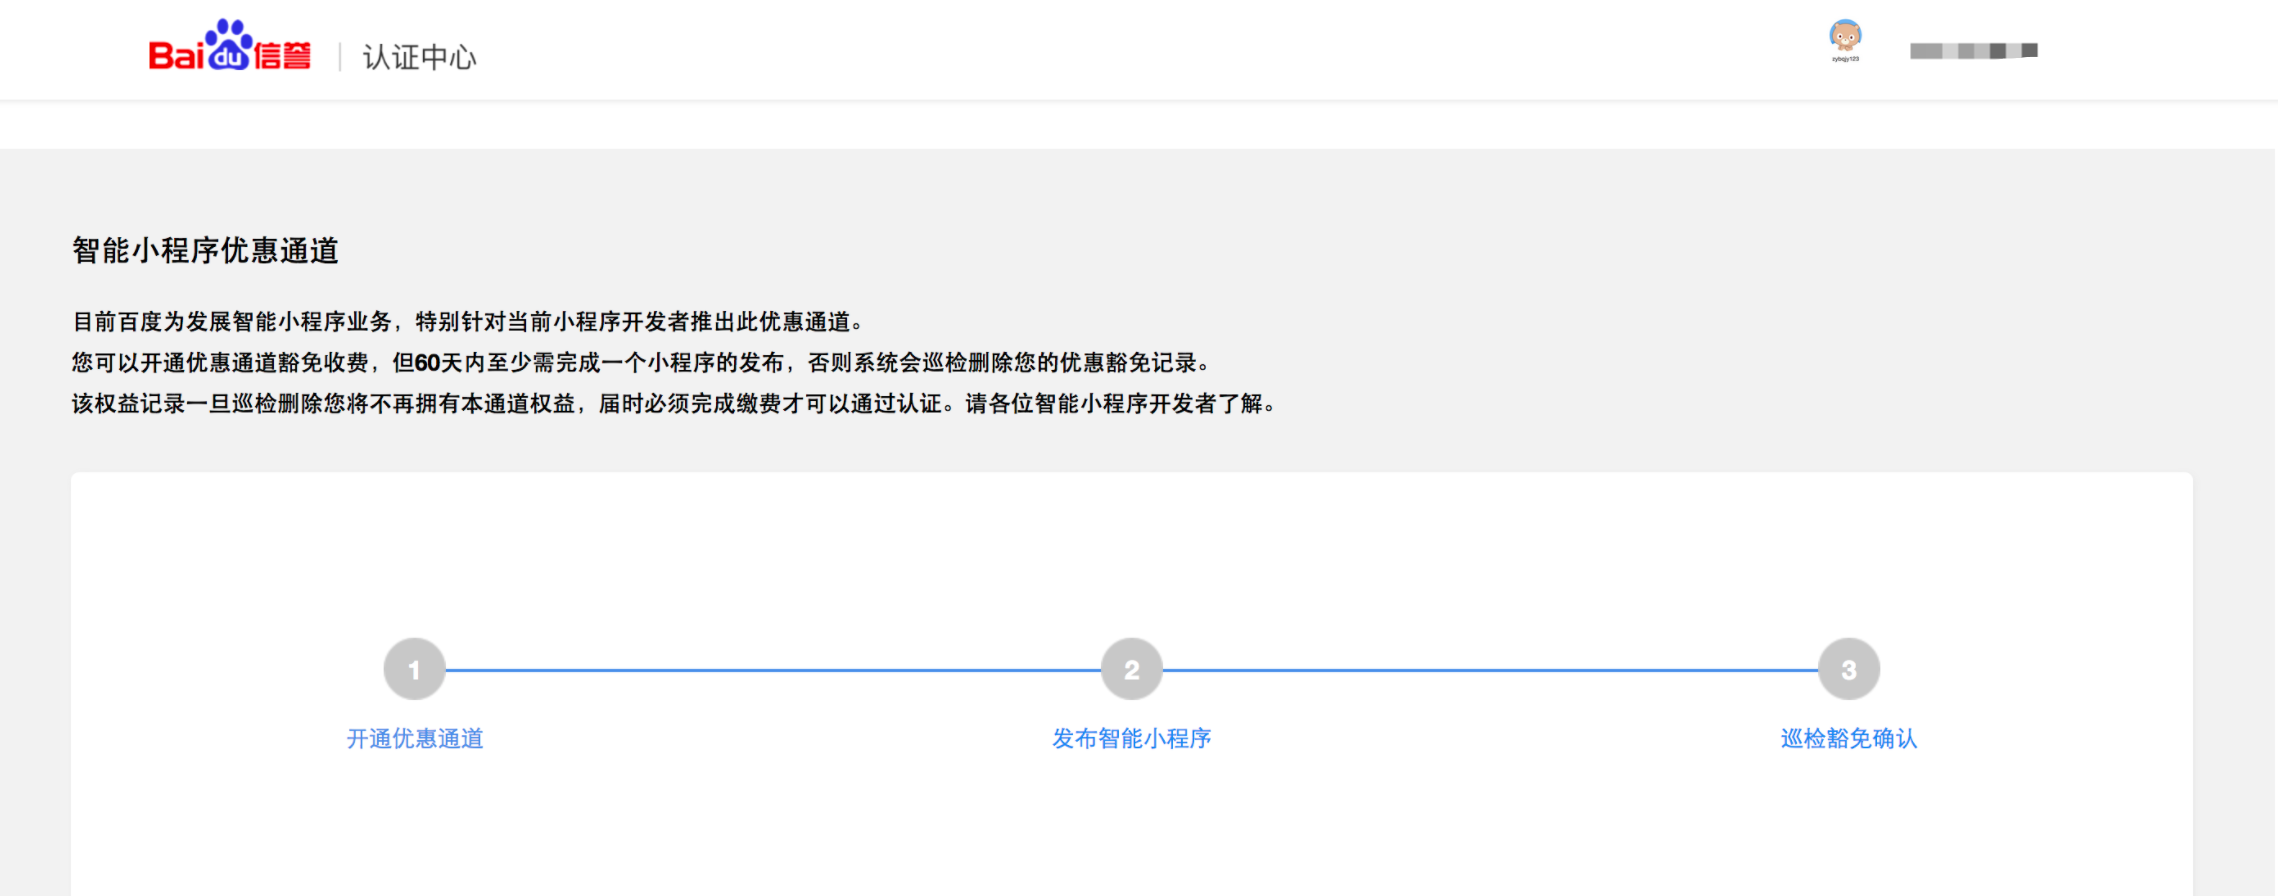 Bai du 信誉 | 认证中心
zybqjy123
智能小程序优惠通道
目前百度为发展智能小程序业务，特别针对当前小程序开发者推出此优惠通道。
您可以开通优惠通道豁免收费，但60天内至少需完成一个小程序的发布，否则系统会巡检删除您的优惠豁免记录。
该权益记录一旦巡检删除您将不再拥有本通道权益，届时必须完成缴费才可以通过认证。请各位智能小程序开发者了解。
1
2
3
开通优惠通道
发布智能小程序
巡检豁免确认